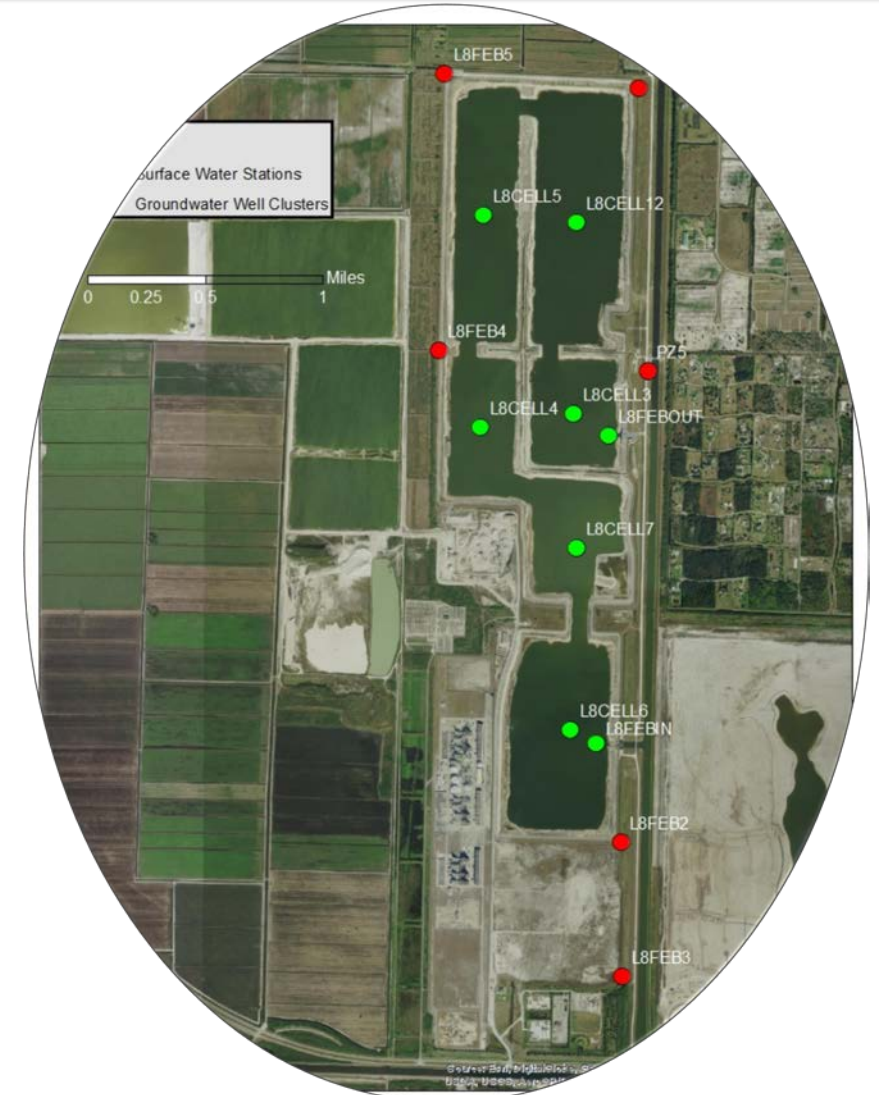 L8FEB5
urface Water Stations
Groundwater Well Clusters
L8CELL5
L8CELL12
Miles
0 0.25 0.5 1
L8FEB4
PZ5
L8CELL3
L8CELL4
L8FEBOUT
L8CELL7
L8CELL6
L8FEBIN
L8FEB2
L8FEB3